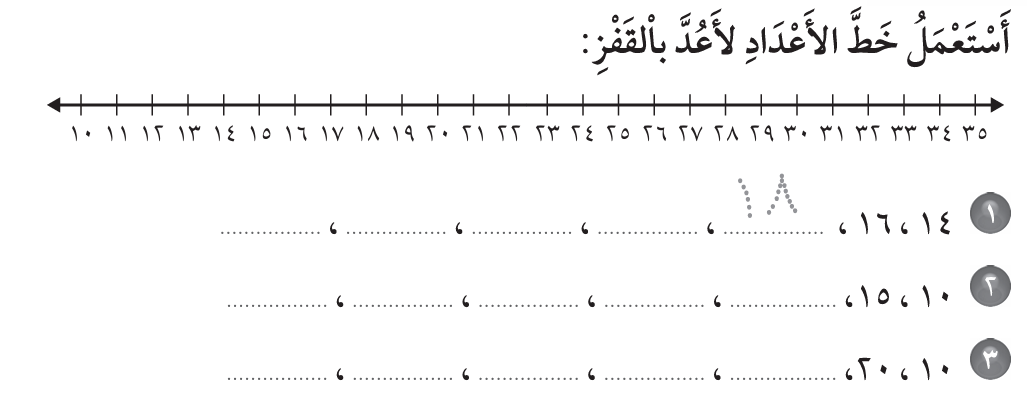 أَسْتَعْمَلُ خَطَّ الأَعْدَادِ لأَعُدَّ بِاْلقَفْزِ:
١٠ ١١ ١٢ ١٣ ١٤ ١٥ ١٦ ١٧ ١٨ ١٩ ٢٠ ٢١ ٢٢ ٢٣ ٢٤ ٢٥ ٢٦ ٢٧ ٢٨ ٢٩ ٣٠ ٣١ ٣٢ ٣٣ ٣٤ ٣٥
١ ١٤ ، ١٦ ، ١٨ ، .............. ، .............. ، .............. ، ..............
٢ ١٠ ، ١٥ ، .............. ، .............. ، .............. ، .............. ، ..............
٣ ١٠ ، ٢٠ ، .............. ، .............. ، .............. ، .............. ، ..............